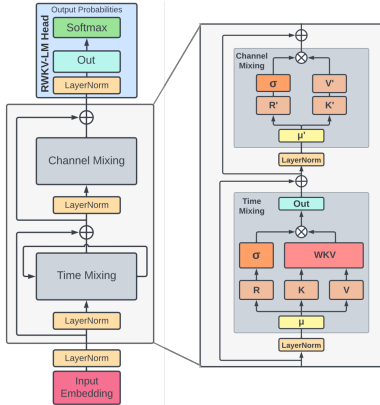 Output Probabilities
Softmax
Out
LayerNorm
RWKV-LM Head
Channel Mixing
LayerNorm
Time Mixing
LayerNorm
LayerNorm
Input
Embedding
Channel
Mixing
σ
V'
R'
K'
μ'
LayerNorm
Time
Mixing
Out
σ
WKV
R
K
V
μ
LayerNorm